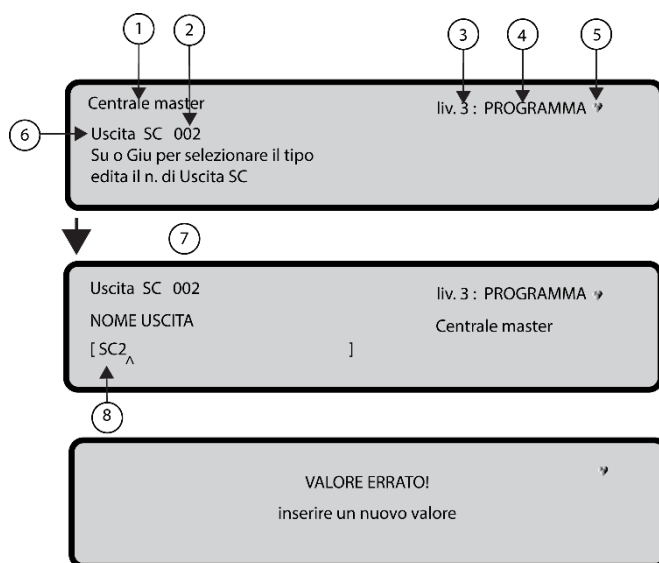 1 2 3 4 5
Centrale master liv. 3 : PROGRAMMA
6 Uscita SC 002
Su o Giu per selezionare il tipo
edita il n. di Uscita SC
7
Uscita SC 002 liv. 3 : PROGRAMMA
NOME USCITA Centrale master
[ SC2^ ]
8
VALORE ERRATO!
inserire un nuovo valore